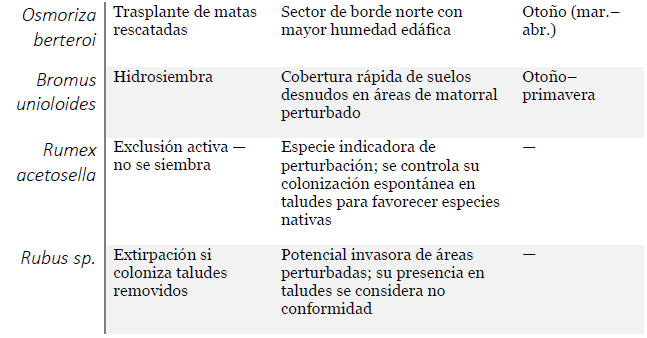 Osmoriza berteroi Trasplante de matas rescatadas Sector de borde norte con mayor humedad edáfica Otoño (mar.–abr.)
Bromus unioloides Hidrosiembra Cobertura rápida de suelos desnudos en áreas de matorral perturbado Otoño–primavera
Rumex acetosella Exclusión activa — no se siembra Especie indicadora de perturbación; se controla su colonización espontánea en taludes para favorecer especies nativas —
Rubus sp. Extirpación si coloniza taludes removidos Potencial invasora de áreas perturbadas; su presencia en taludes se considera no conformidad —